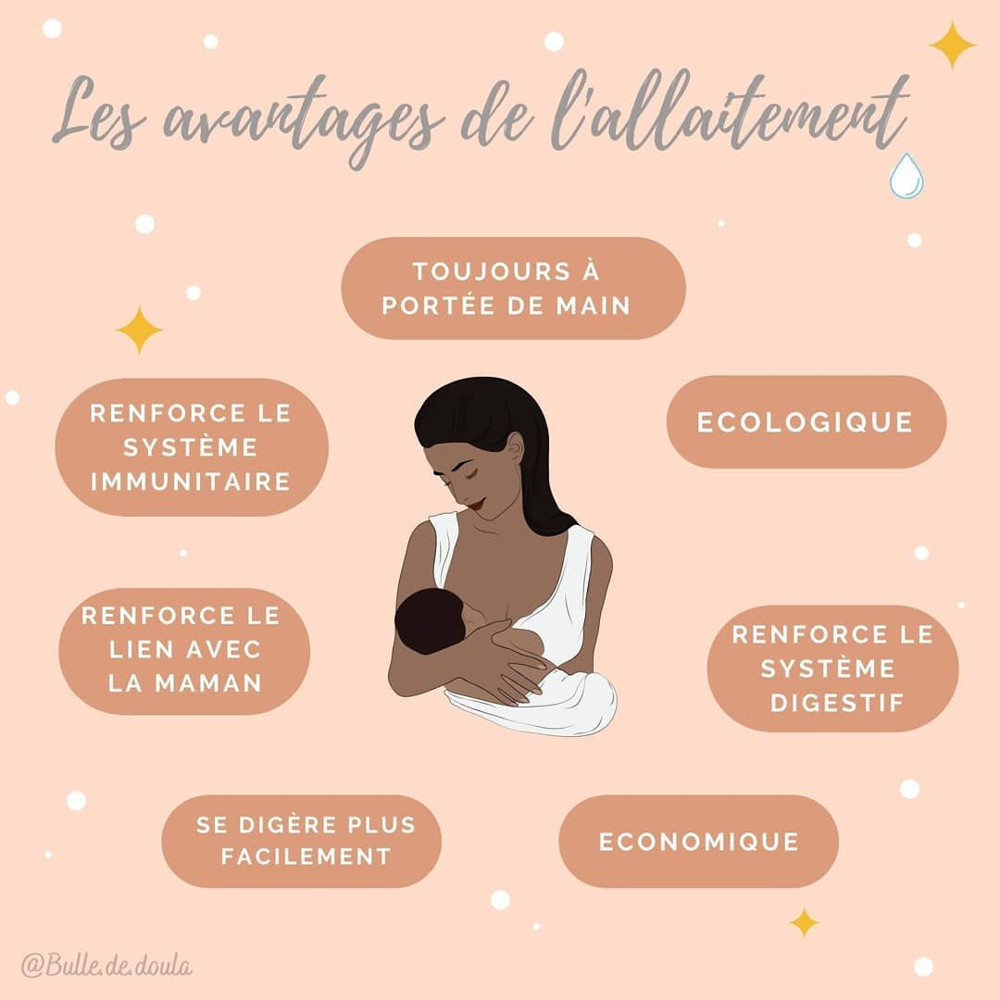 Les avantages de l'allaitement
TOUJOURS À
PORTÉE DE MAIN
RENFORCE LE
SYSTÈME
IMMUNITAIRE
ECOLOGIQUE
RENFORCE LE
LIEN AVEC
LA MAMAN
RENFORCE LE
SYSTÈME
DIGESTIF
SE DIGÈRE PLUS
FACILEMENT
ECONOMIQUE
@Bulle.de.doula